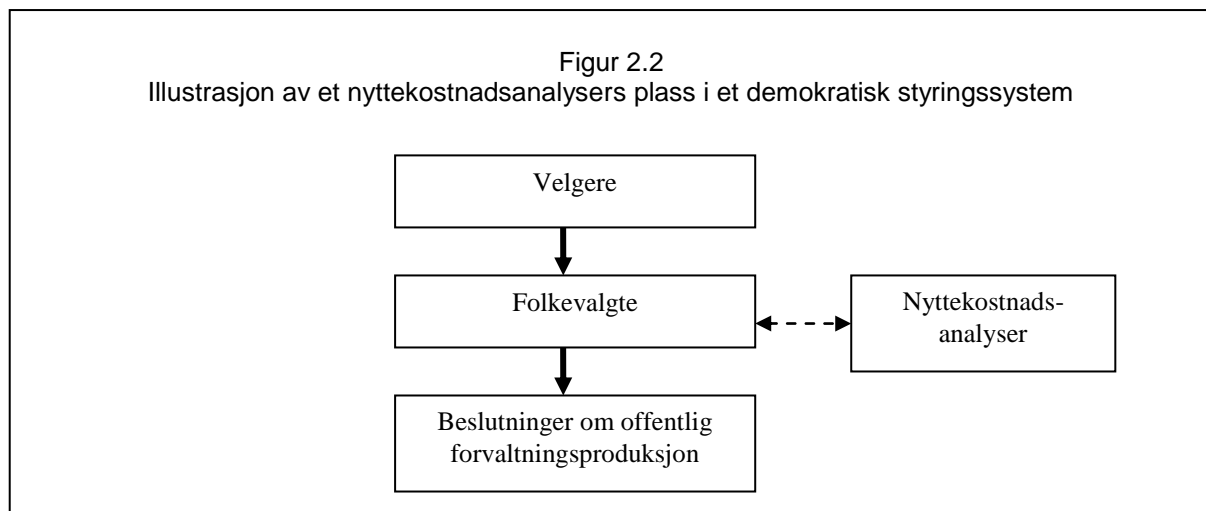 Figur 2.2
Illustrasjon av et nyttekostnadsanalysers plass i et demokratisk styringssystem
Velgere
Folkevalgte
Nyttekostnads-
analyser
Beslutninger om offentlig
forvaltningsproduksjon